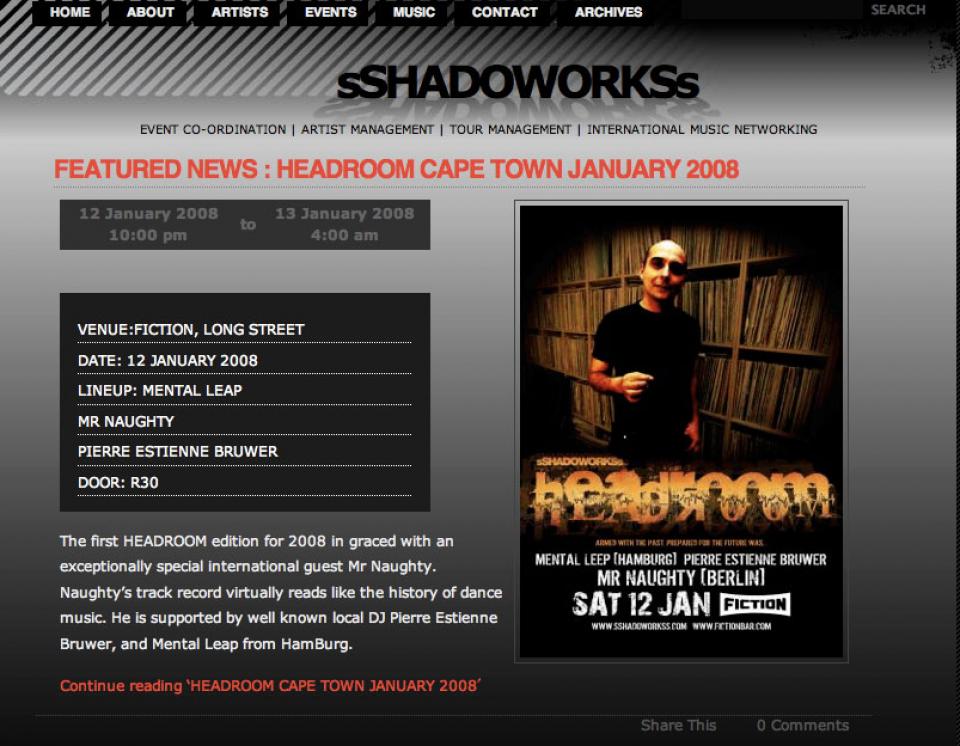 HOME ABOUT ARTISTS EVENTS MUSIC CONTACT ARCHIVES SEARCH
sSHADOWORKSs
EVENT CO-ORDINATION | ARTIST MANAGEMENT | TOUR MANAGEMENT | INTERNATIONAL MUSIC NETWORKING
FEATURED NEWS : HEADROOM CAPE TOWN JANUARY 2008
12 January 2008 to 13 January 2008
10:00 pm 4:00 am
VENUE:FICTION, LONG STREET
DATE: 12 JANUARY 2008
LINEUP: MENTAL LEAP
MR NAUGHTY
PIERRE ESTIENNE BRUWER
DOOR: R30
The first HEADROOM edition for 2008 in graced with an
exceptionally special international guest Mr Naughty.
Naughty’s track record virtually reads like the history of dance
music. He is supported by well known local DJ Pierre Estienne
Bruwer, and Mental Leap from HamBurg.
Continue reading ‘HEADROOM CAPE TOWN JANUARY 2008’
sSHADOWORKSs
headroom
ARMED WITH THE PAST. PREPARED FOR THE FUTURE WAS.
MENTAL LEEP [HAMBURG] PIERRE ESTIENNE BRUWER
MR NAUGHTY [BERLIN]
SAT 12 JAN FICTION
WWW.SSHADOWORKSS.COM WWW.FICTIONBAR.COM
Share This 0 Comments